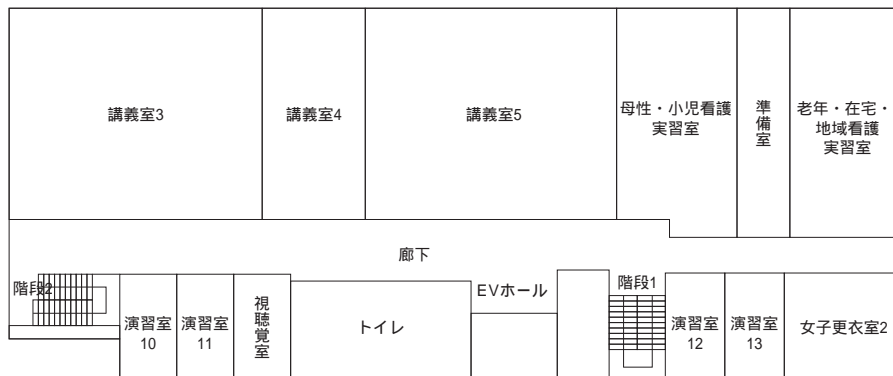 講義室3
講義室4
講義室5
母性・小児看護
実習室
準備室
老年・在宅・
地域看護
実習室
廊下
階段2
演習室
10
演習室
11
視聴覚室
トイレ
EVホール
階段1
演習室
12
演習室
13
女子更衣室2